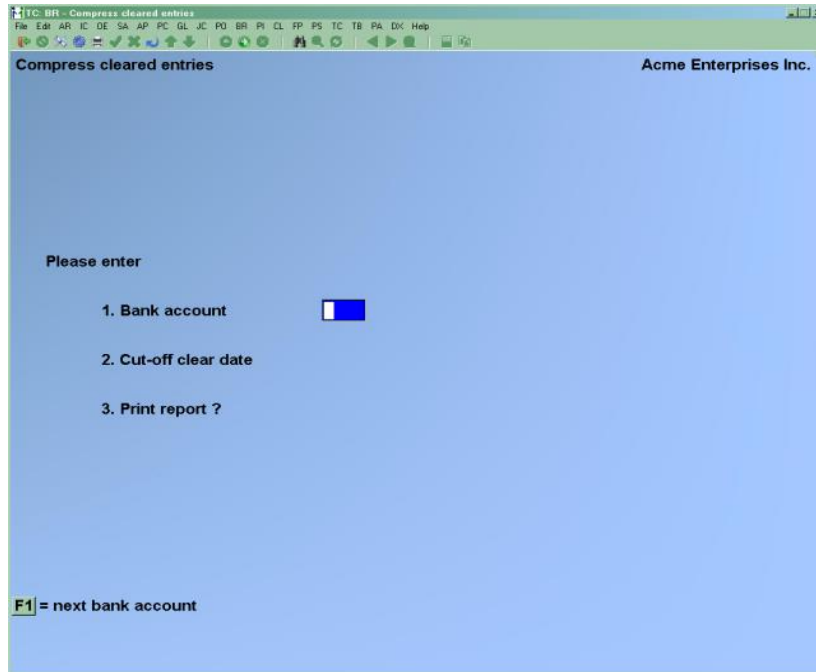 TC: BR - Compress cleared entries
File Edit AR IC OE SA AP PC GL JC PO BR PI CL FP PS TC TB PA DX Help
Compress cleared entries Acme Enterprises Inc.
Please enter
1. Bank account
2. Cut-off clear date
3. Print report ?
F1 = next bank account